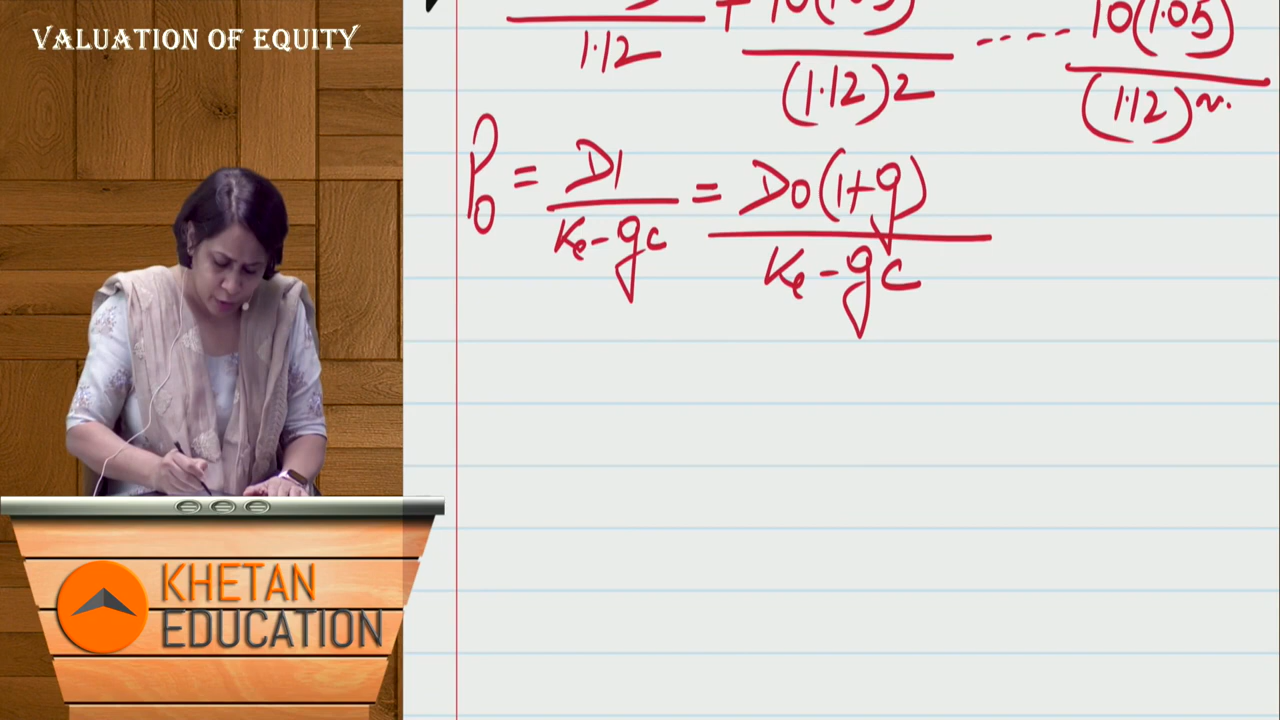 VALUATION OF EQUITY
1.12 + 10(1.05) / (1.12)2 ----- 10(1.05) / (1.12)n.
P0 = D1 / Ke-gc = D0(1+g) / Ke-gc
KHETAN
EDUCATION